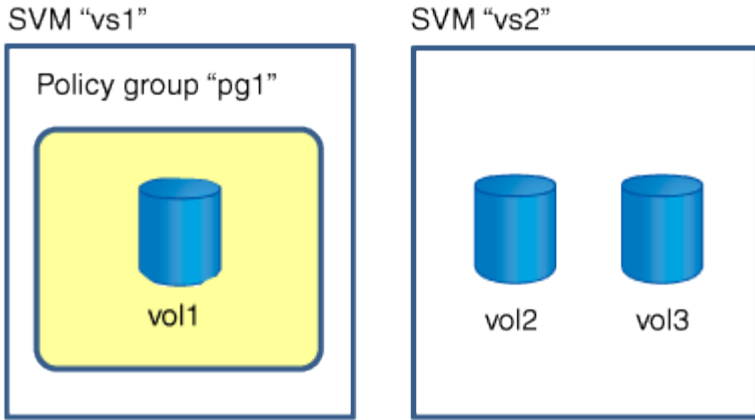 SVM “vs1”
SVM “vs2”
Policy group “pg1”
vol1
vol2
vol3